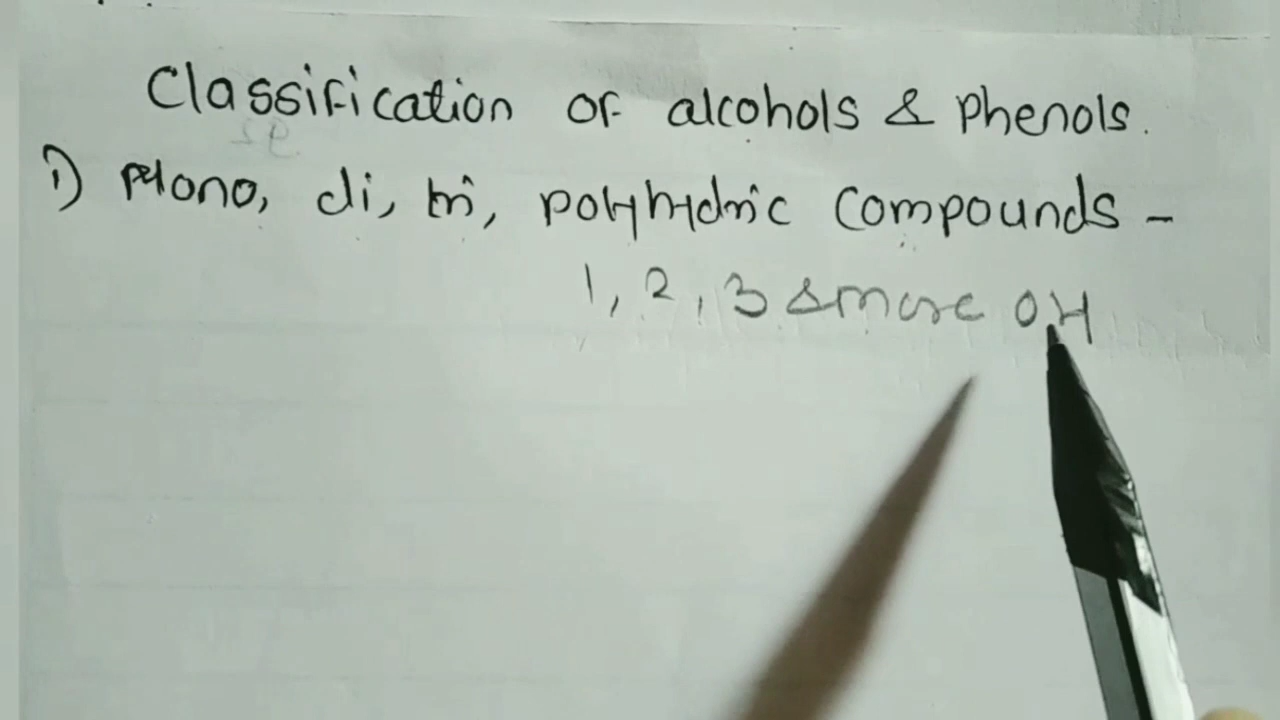 Classification of alcohols & Phenols.
1) Mono, di, tri, polyhydric Compounds -
1, 2, 3 & more OH